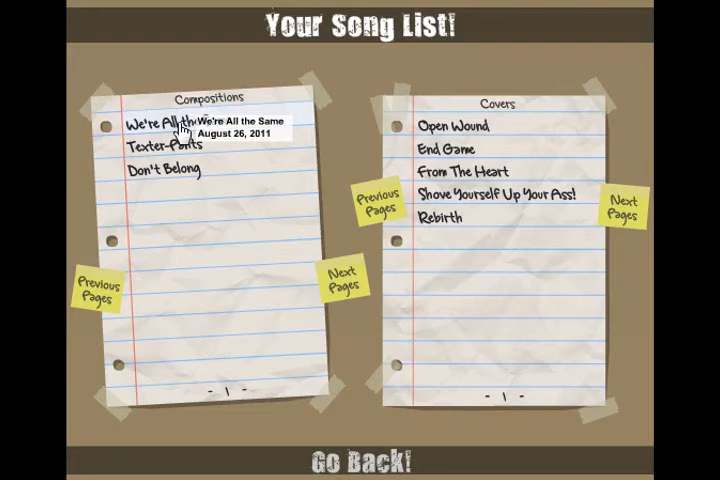 Your Song List!
Compositions
We're All th
We're All the Same
August 26, 2011
Texter-Pants
Don't Belong
Previous
Pages
Next
Pages
- 1 -
Covers
Open Wound
End Game
From The Heart
Shove Yourself Up Your Ass!
Rebirth
Previous
Pages
Next
Pages
- 1 -
Go Back!